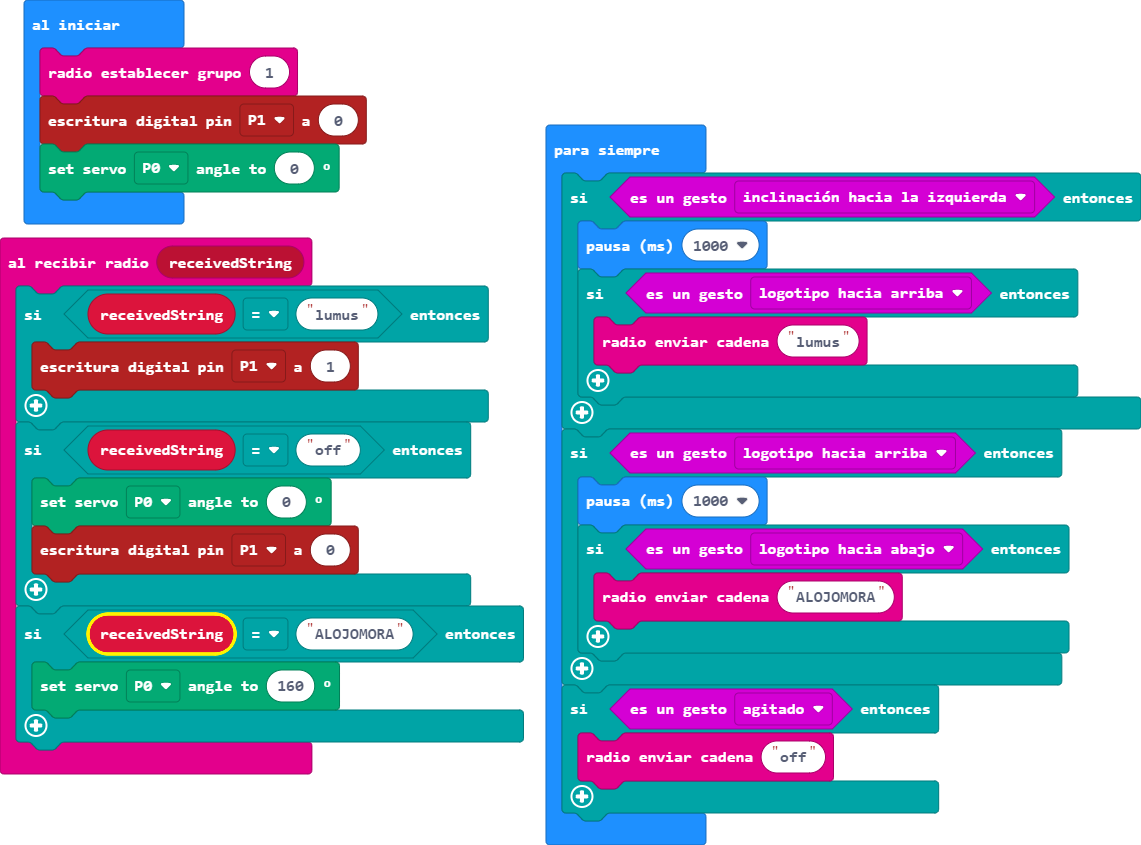 al iniciar
radio establecer grupo 1
escritura digital pin P1 a 0
set servo P0 angle to 0 °
al recibir radio receivedString
si receivedString = "lumus" entonces
escritura digital pin P1 a 1
si receivedString = "off" entonces
set servo P0 angle to 0 °
escritura digital pin P1 a 0
si receivedString = "ALOJOMORA" entonces
set servo P0 angle to 160 °
para siempre
si es un gesto inclinación hacia la izquierda entonces
pausa (ms) 1000
si es un gesto logotipo hacia arriba entonces
radio enviar cadena "lumus"
si es un gesto logotipo hacia arriba entonces
pausa (ms) 1000
si es un gesto logotipo hacia abajo entonces
radio enviar cadena "ALOJOMORA"
si es un gesto agitado entonces
radio enviar cadena "off"